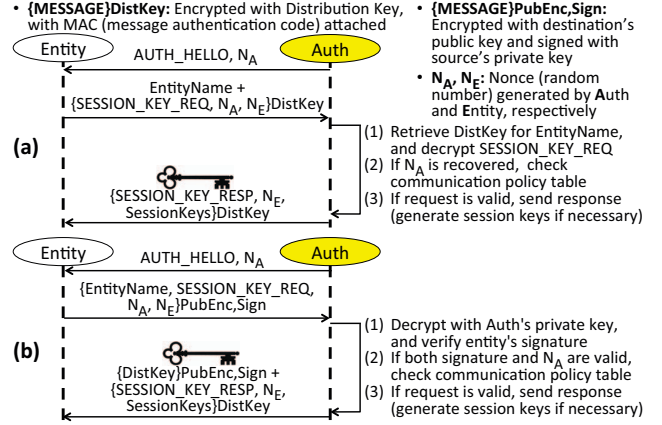 • {MESSAGE}DistKey: Encrypted with Distribution Key,
with MAC (message authentication code) attached
• {MESSAGE}PubEnc,Sign:
Encrypted with destination's
public key and signed with
source's private key
• NA, NE: Nonce (random
number) generated by Auth
and Entity, respectively
Entity
Auth
AUTH_HELLO, NA
EntityName +
{SESSION_KEY_REQ, NA, NE}DistKey
(a)
(1) Retrieve DistKey for EntityName,
and decrypt SESSION_KEY_REQ
(2) If NA is recovered, check
communication policy table
(3) If request is valid, send response
(generate session keys if necessary)
{SESSION_KEY_RESP, NE,
SessionKeys}DistKey
Entity
Auth
AUTH_HELLO, NA
{EntityName, SESSION_KEY_REQ,
NA, NE}PubEnc,Sign
(b)
(1) Decrypt with Auth's private key,
and verify entity's signature
(2) If both signature and NA are valid,
check communication policy table
(3) If request is valid, send response
(generate session keys if necessary)
{DistKey}PubEnc,Sign +
{SESSION_KEY_RESP, NE,
SessionKeys}DistKey